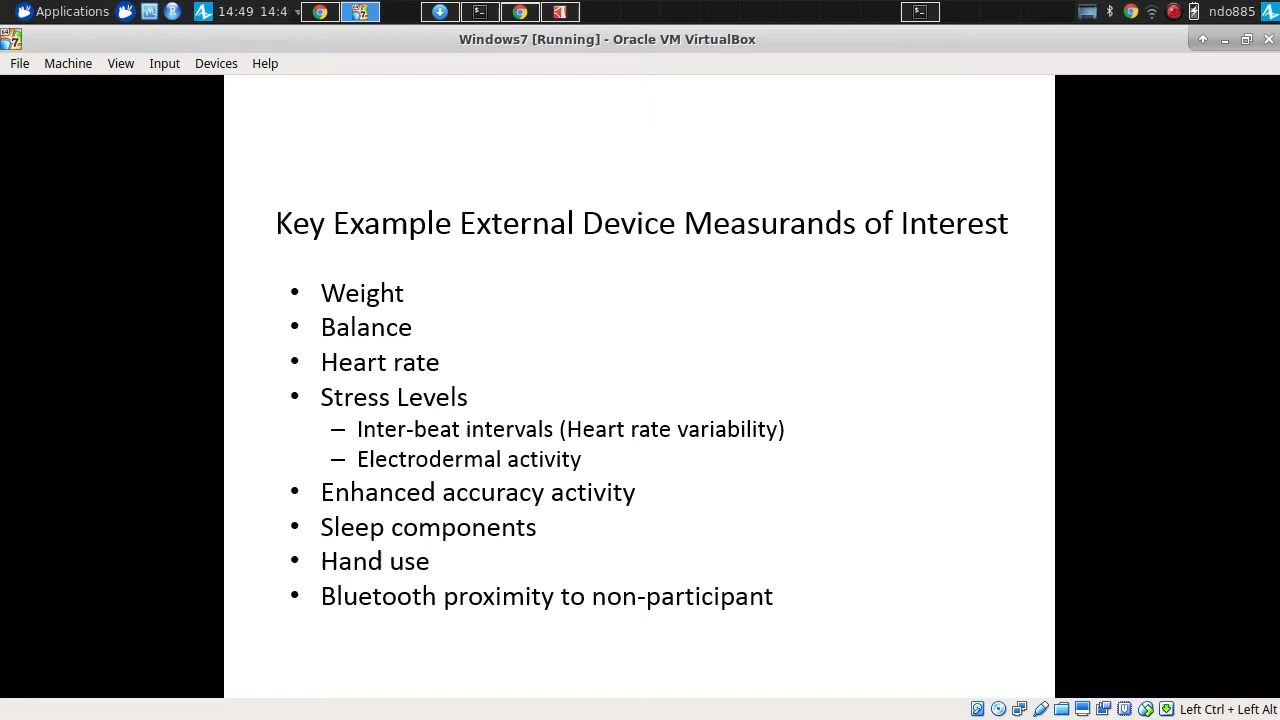 Applications 14:49 14:4 ndo885
Windows7 [Running] - Oracle VM VirtualBox
File Machine View Input Devices Help
Key Example External Device Measurands of Interest
• Weight
• Balance
• Heart rate
• Stress Levels
– Inter-beat intervals (Heart rate variability)
– Electrodermal activity
• Enhanced accuracy activity
• Sleep components
• Hand use
• Bluetooth proximity to non-participant
Left Ctrl + Left Alt